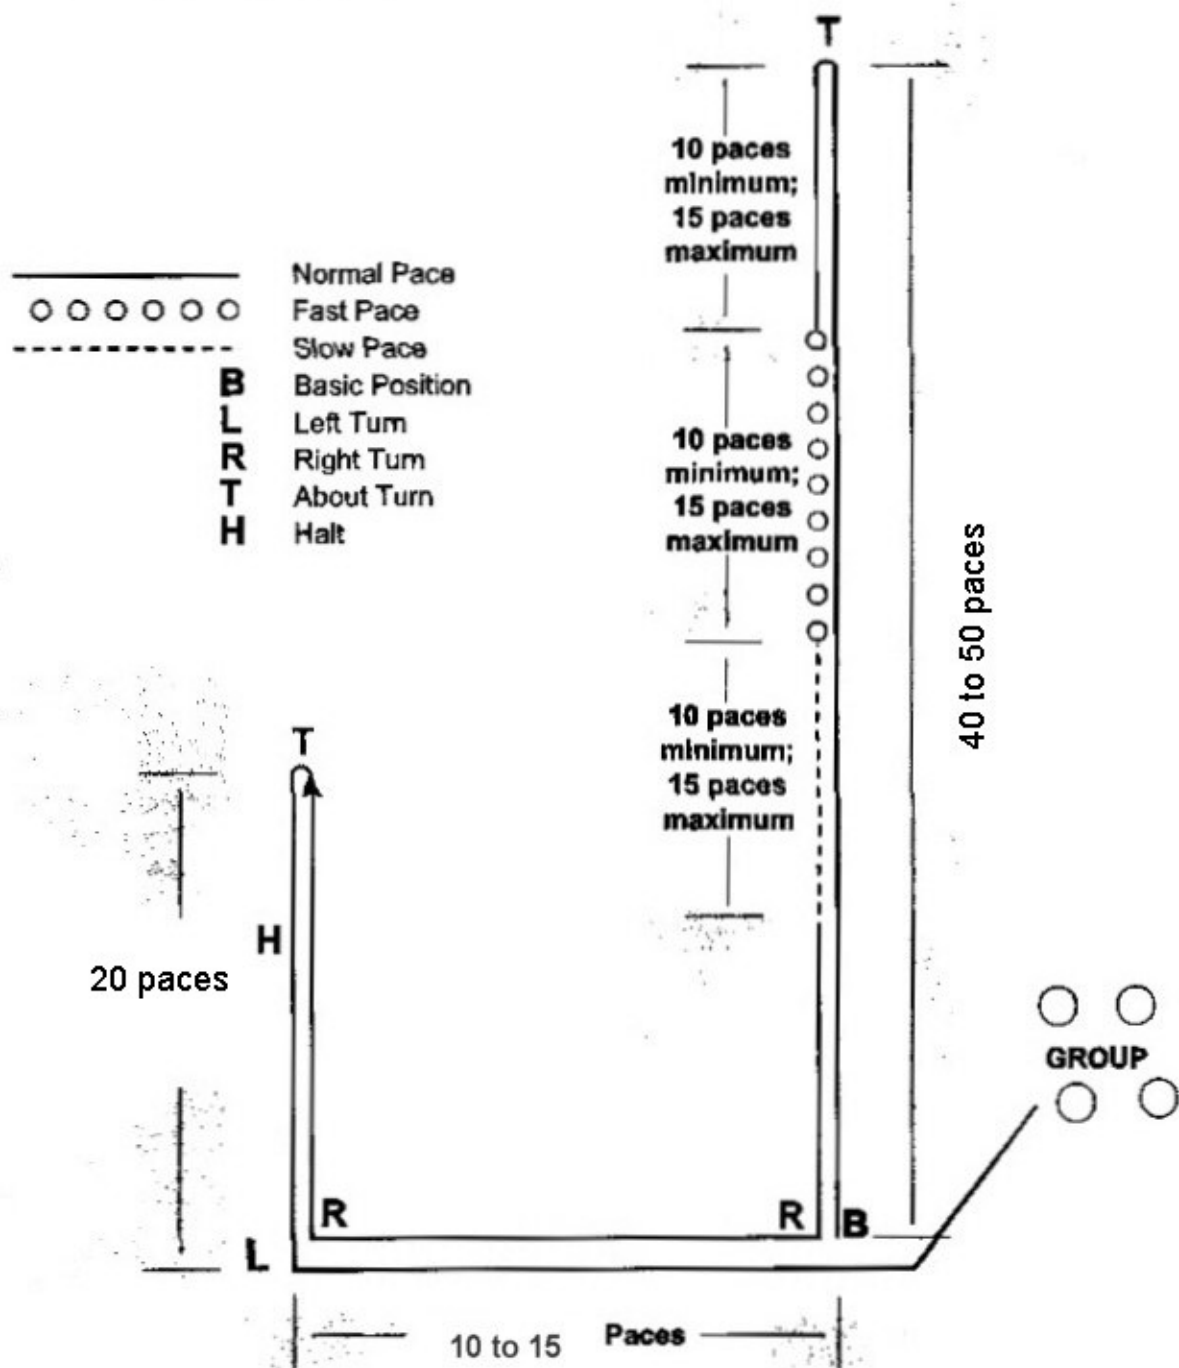 T
10 paces
minimum;
15 paces
maximum
Normal Pace
Fast Pace
Slow Pace
B Basic Position
L Left Turn
R Right Turn
T About Turn
H Halt
10 paces
minimum;
15 paces
maximum
40 to 50 paces
10 paces
minimum;
15 paces
maximum
T
H
20 paces
GROUP
R
R
B
L
10 to 15 Paces